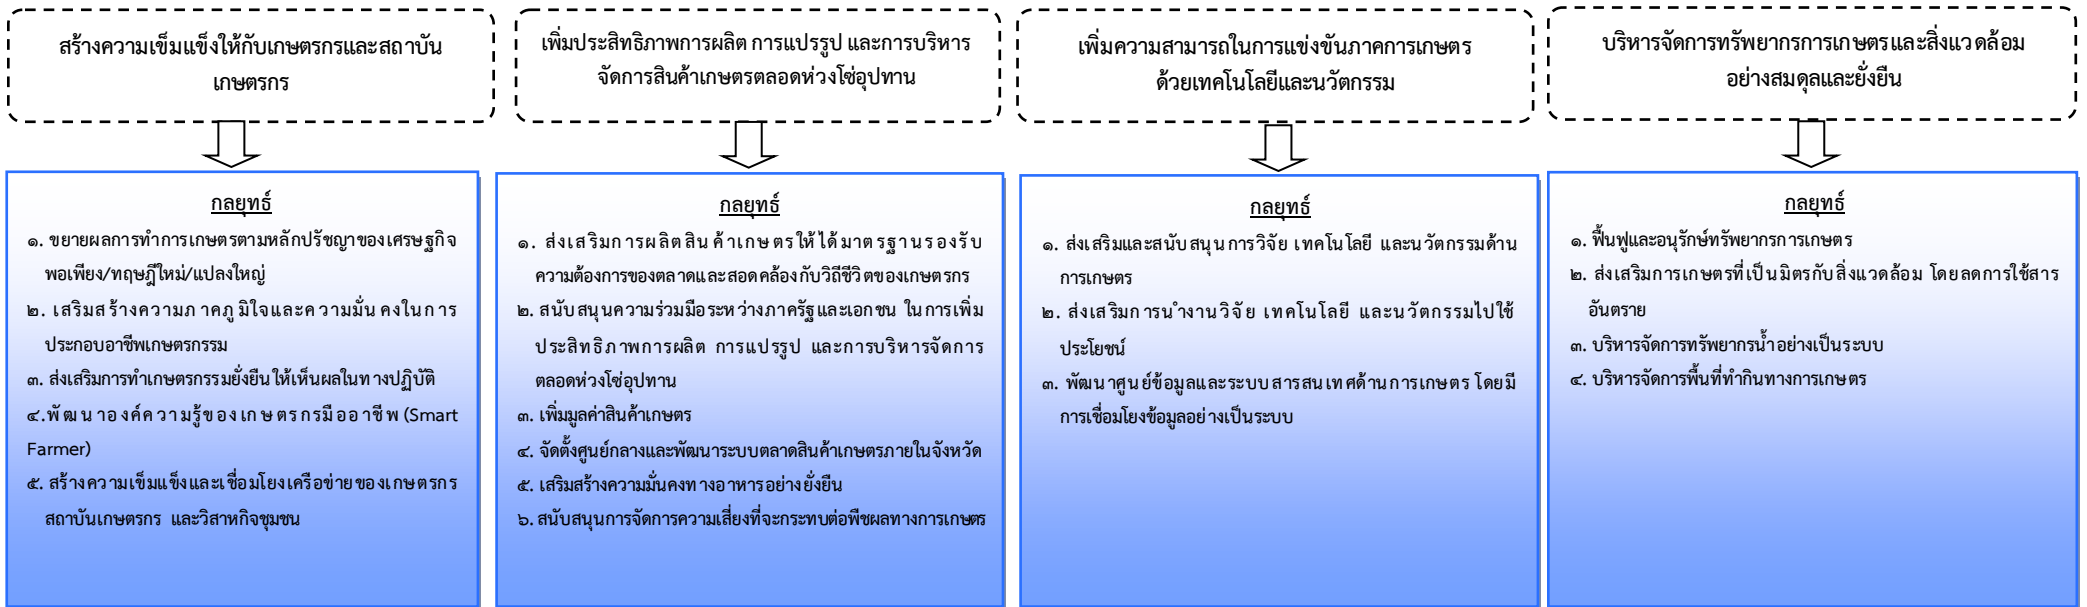 สร้างความเข้มแข็งให้กับเกษตรกรและสถาบัน
เกษตรกร
เพิ่มประสิทธิภาพการผลิต การแปรรูป และการบริหาร
จัดการสินค้าเกษตรตลอดห่วงโซ่อุปทาน
เพิ่มความสามารถในการแข่งขันภาคการเกษตร
ด้วยเทคโนโลยีและนวัตกรรม
บริหารจัดการทรัพยากรการเกษตรและสิ่งแวดล้อม
อย่างสมดุลและยั่งยืน
กลยุทธ์
๑. ขยายผลการทำการเกษตรตามหลักปรัชญาของเศรษฐกิจ
พอเพียง/ทฤษฎีใหม่/แปลงใหญ่
๒. เสริมสร้างความภาคภูมิใจและความมั่นคงในการ
ประกอบอาชีพเกษตรกรรม
๓. ส่งเสริมการทำเกษตรกรรมยั่งยืนให้เห็นผลในทางปฏิบัติ
๔.พัฒนาองค์ความรู้ของเกษตรกรมืออาชีพ (Smart
Farmer)
๕. สร้างความเข้มแข็งและเชื่อมโยงเครือข่ายของเกษตรกร
สถาบันเกษตรกร และวิสาหกิจชุมชน
กลยุทธ์
๑. ส่งเสริมการผลิตสินค้าเกษตรให้ได้มาตรฐานรองรับ
ความต้องการของตลาดและสอดคล้องกับวิถีชีวิตของเกษตรกร
๒. สนับสนุนความร่วมมือระหว่างภาครัฐและเอกชน ในการเพิ่ม
ประสิทธิภาพการผลิต การแปรรูป และการบริหารจัดการ
ตลอดห่วงโซ่อุปทาน
๓. เพิ่มมูลค่าสินค้าเกษตร
๔. จัดตั้งศูนย์กลางและพัฒนาระบบตลาดสินค้าเกษตรภายในจังหวัด
๕. เสริมสร้างความมั่นคงทางอาหารอย่างยั่งยืน
๖. สนับสนุนการจัดการความเสี่ยงที่จะกระทบต่อพืชผลทางการเกษตร
กลยุทธ์
๑. ส่งเสริมและสนับสนุนการวิจัย เทคโนโลยี และนวัตกรรมด้าน
การเกษตร
๒. ส่งเสริมการนำงานวิจัย เทคโนโลยี และนวัตกรรมไปใช้
ประโยชน์
๓. พัฒนาศูนย์ข้อมูลและระบบสารสนเทศด้านการเกษตร โดยมี
การเชื่อมโยงข้อมูลอย่างเป็นระบบ
กลยุทธ์
๑. ฟื้นฟูและอนุรักษ์ทรัพยากรการเกษตร
๒. ส่งเสริมการเกษตรที่เป็นมิตรกับสิ่งแวดล้อม โดยลดการใช้สาร
อันตราย
๓. บริหารจัดการทรัพยากรน้ำอย่างเป็นระบบ
๔. บริหารจัดการพื้นที่ทำกินทางการเกษตร